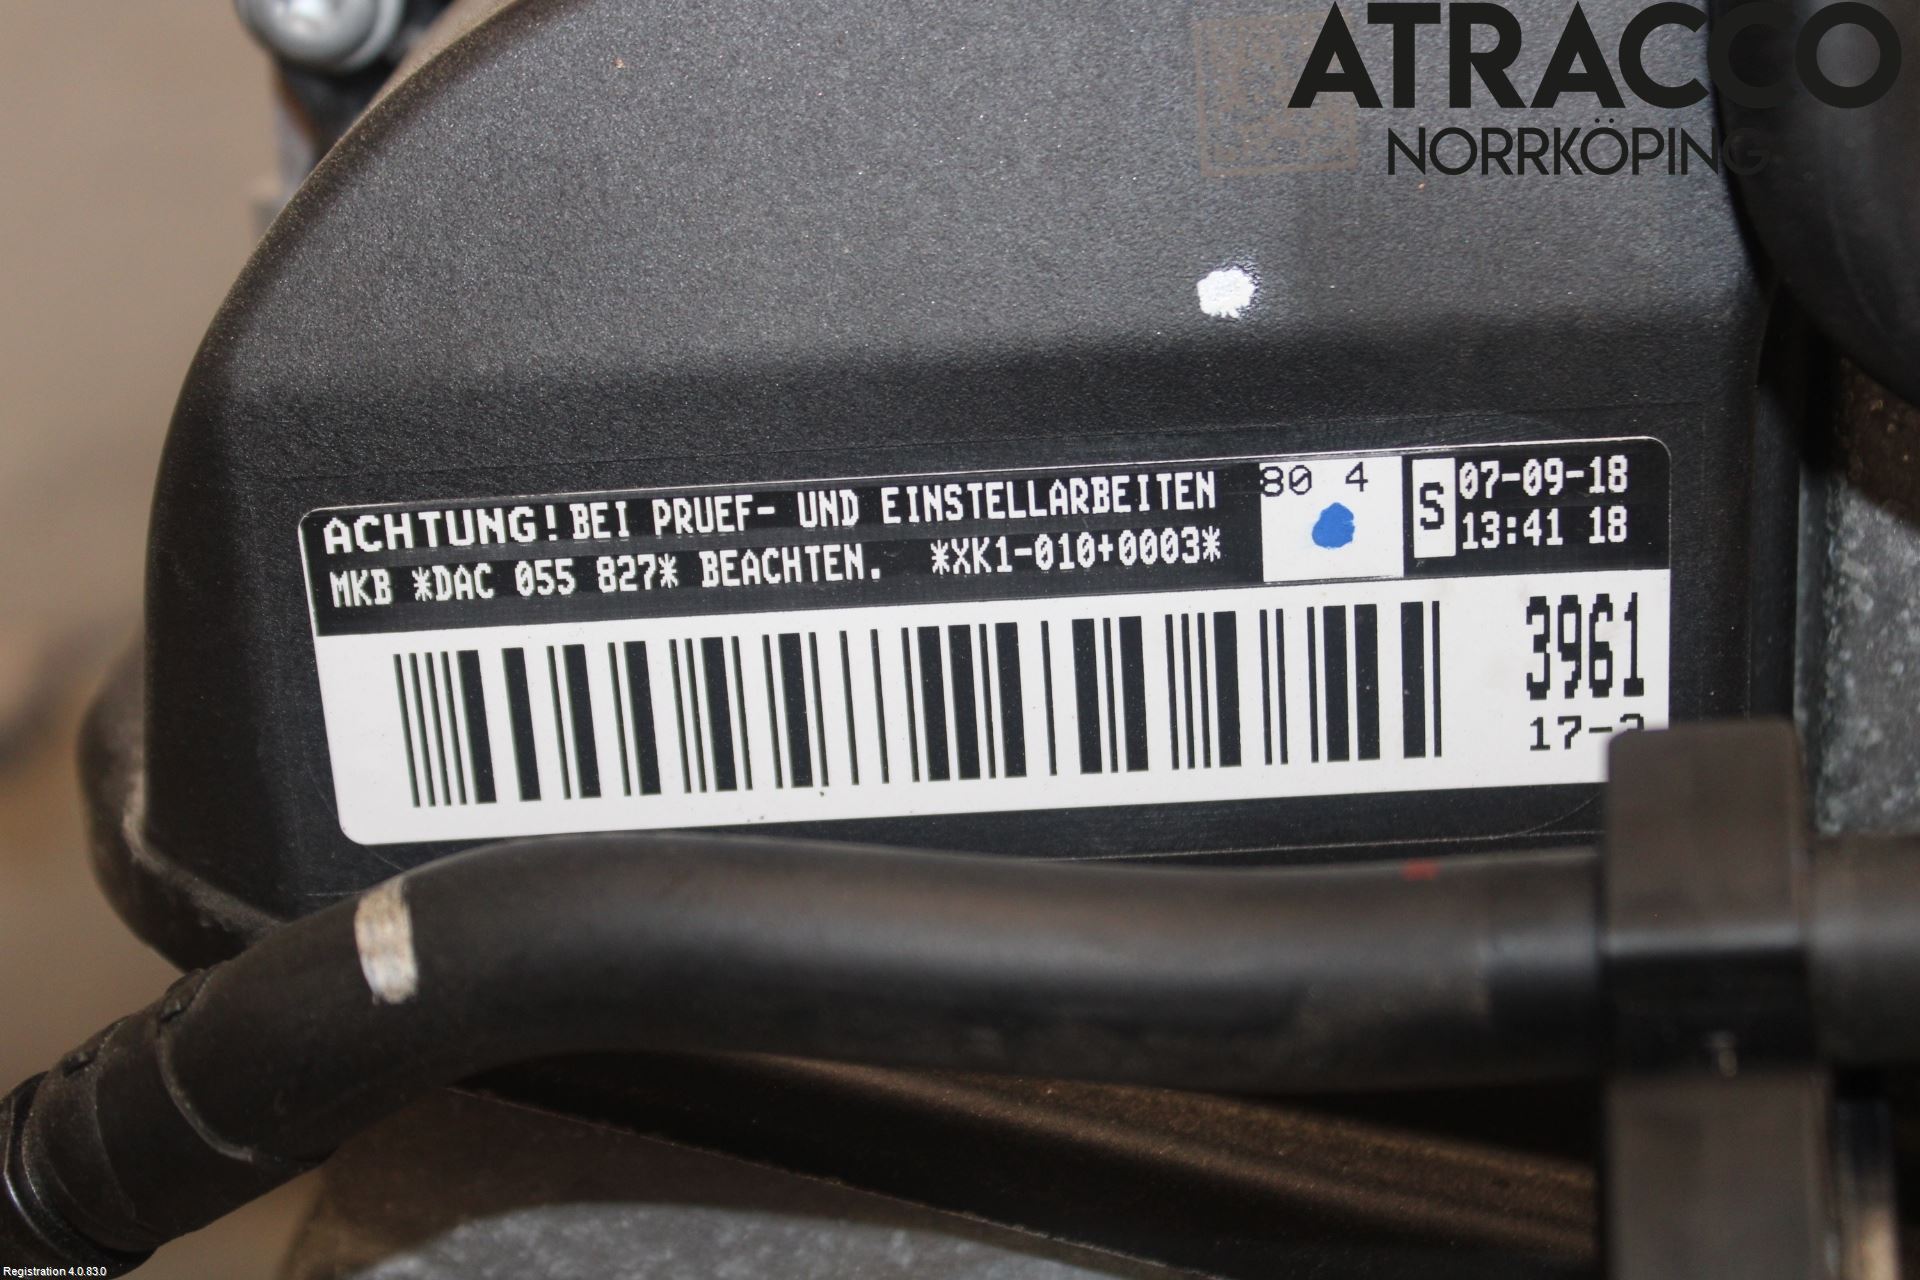 ATRACCO
NORRKÖPING
ACHTUNG! BEI PRUEF- UND EINSTELLARBEITEN
MKB *DAC 055 827* BEACHTEN. *XK1-010+0003*
80 4
S
07-09-18
13:41 18
3961
17-
Registration 4.0.83.0